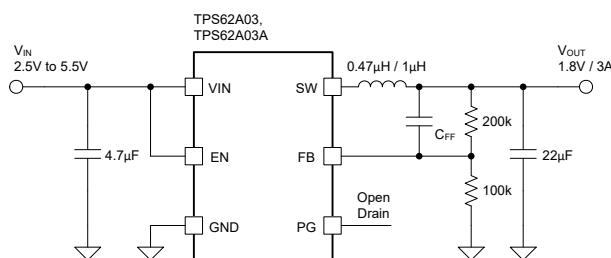 TPS62A03,
TPS62A03A
VIN
2.5V to 5.5V
0.47µH / 1µH
VOUT
1.8V / 3A
VIN
SW
200k
CFF
4.7µF
EN
FB
22µF
100k
Open
Drain
GND
PG